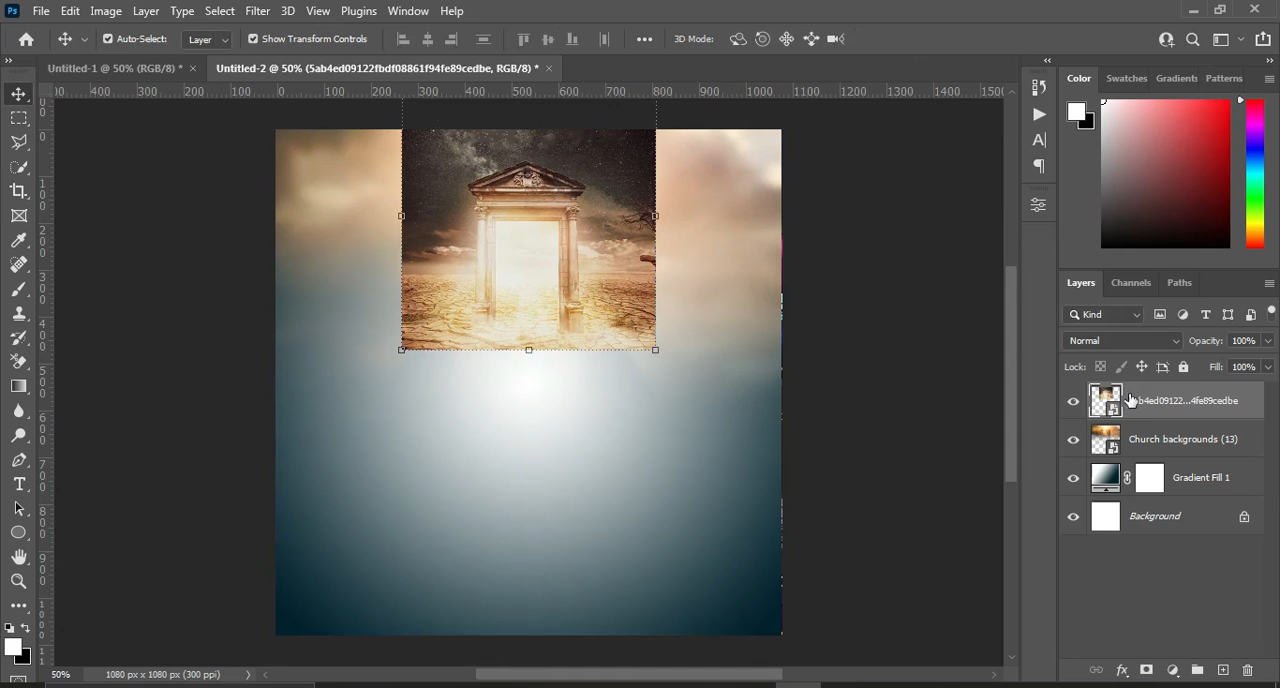 Ps File Edit Image Layer Type Select Filter 3D View Plugins Window Help
Auto-Select: Layer Show Transform Controls 3D Mode:
Untitled-1 @ 50% (RGB/8) * × Untitled-2 @ 50% (5ab4ed09122fbdf08861f94fe89cedbe, RGB/8) * ×
400 300 200 100 0 100 200 300 400 500 600 700 800 900 1000 1100 1200 1300 1400
Color Swatches Gradients Patterns
Layers Channels Paths
Kind
Normal Opacity: 100%
Lock: Fill: 100%
b4ed09122...4fe89cedbe
Church backgrounds (13)
Gradient Fill 1
Background
50% 1080 px x 1080 px (300 ppi)